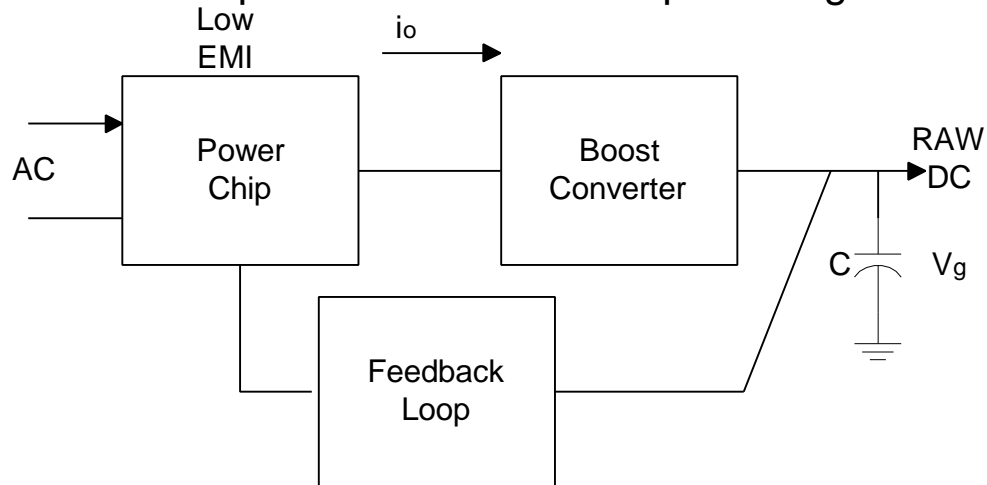 Low
EMI
io
Power
Chip
Boost
Converter
AC
RAW
DC
C
Vg
Feedback
Loop